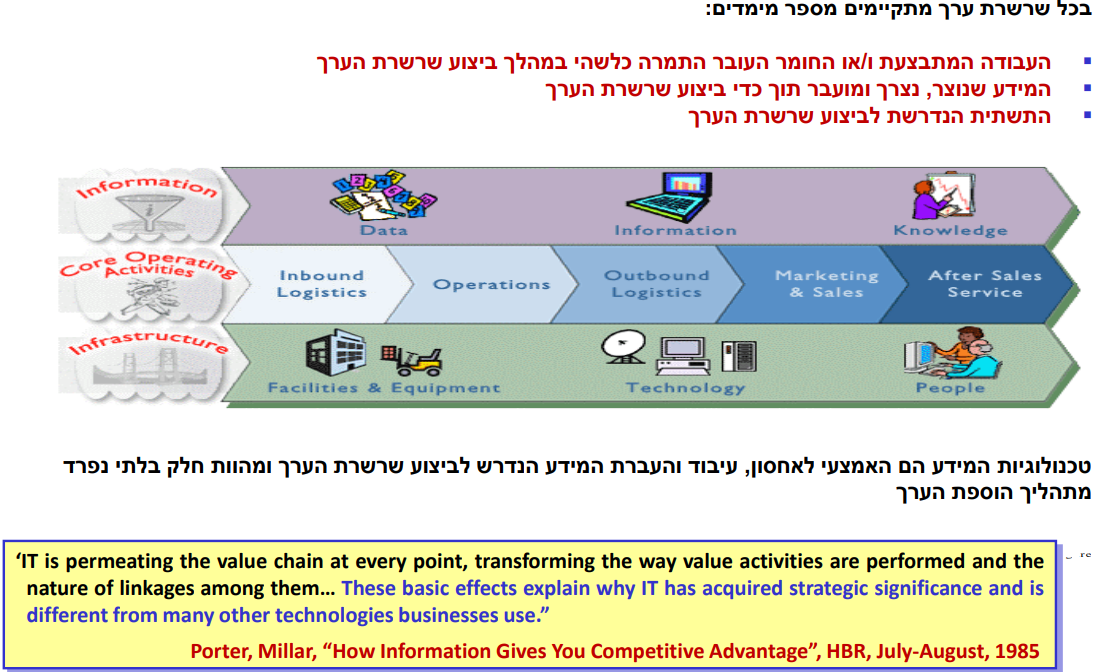 בכל שרשרת ערך מתקיימים מספר מימדים:
▪ העבודה המתבצעת ו/או החומר העובר התמרה כלשהי במהלך ביצוע שרשרת הערך
▪ המידע שנוצר, נצרך ומועבר תוך כדי ביצוע שרשרת הערך
▪ התשתית הנדרשת לביצוע שרשרת הערך
Information
Data
Information
Knowledge
Core Operating
Activities
Inbound
Logistics
Operations
Outbound
Logistics
Marketing
& Sales
After Sales
Service
Infrastructure
Facilities & Equipment
Technology
People
טכנולוגיות המידע הם האמצעי לאחסון, עיבוד והעברת המידע הנדרש לביצוע שרשרת הערך ומהוות חלק בלתי נפרד
מתהליך הוספת הערך
‘IT is permeating the value chain at every point, transforming the way value activities are performed and the
nature of linkages among them… These basic effects explain why IT has acquired strategic significance and is
different from many other technologies businesses use.”
Porter, Millar, “How Information Gives You Competitive Advantage”, HBR, July-August, 1985